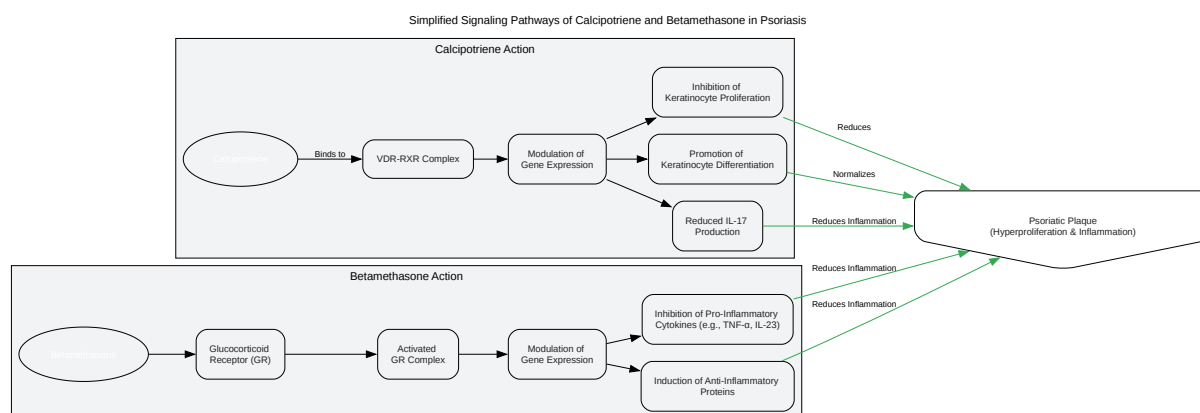 Simplified Signaling Pathways of Calcipotriene and Betamethasone in Psoriasis
Calcipotriene Action
Calcipotriene
Binds to
VDR-RXR Complex
Modulation of
Gene Expression
Inhibition of
Keratinocyte Proliferation
Promotion of
Keratinocyte Differentiation
Reduced IL-17
Production
Reduces
Normalizes
Reduces Inflammation
Psoriatic Plaque
(Hyperproliferation & Inflammation)
Betamethasone Action
Betamethasone
Glucocorticoid
Receptor (GR)
Activated
GR Complex
Modulation of
Gene Expression
Inhibition of Pro-Inflammatory
Cytokines (e.g., TNF-α, IL-23)
Induction of Anti-Inflammatory
Proteins
Reduces Inflammation
Reduces Inflammation